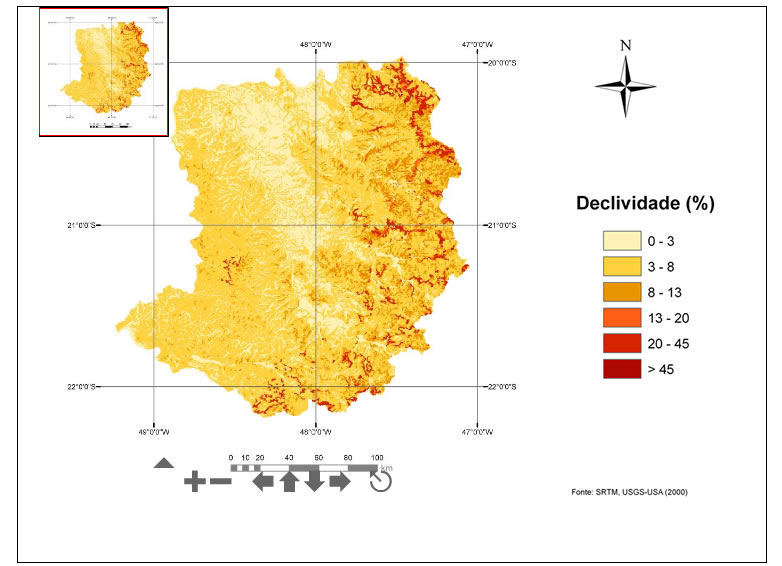 48°0'0"W
47°0'0"W
N
20°0'0"S
Declividade (%)
21°0'0"S
21°0'0"S
0 - 3
3 - 8
8 - 13
13 - 20
20 - 45
> 45
22°0'0"S
22°0'0"S
49°0'0"W
48°0'0"W
47°0'0"W
0 10 20 40 60 80 100
km
Fonte: SRTM, USGS-USA (2000)